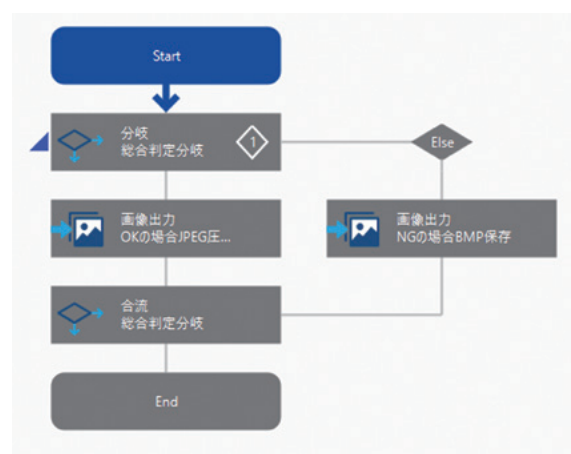 Start
分岐
総合判定分岐
1
Else
画像出力
OKの場合JPEG圧...
画像出力
NGの場合BMP保存
合流
総合判定分岐
End